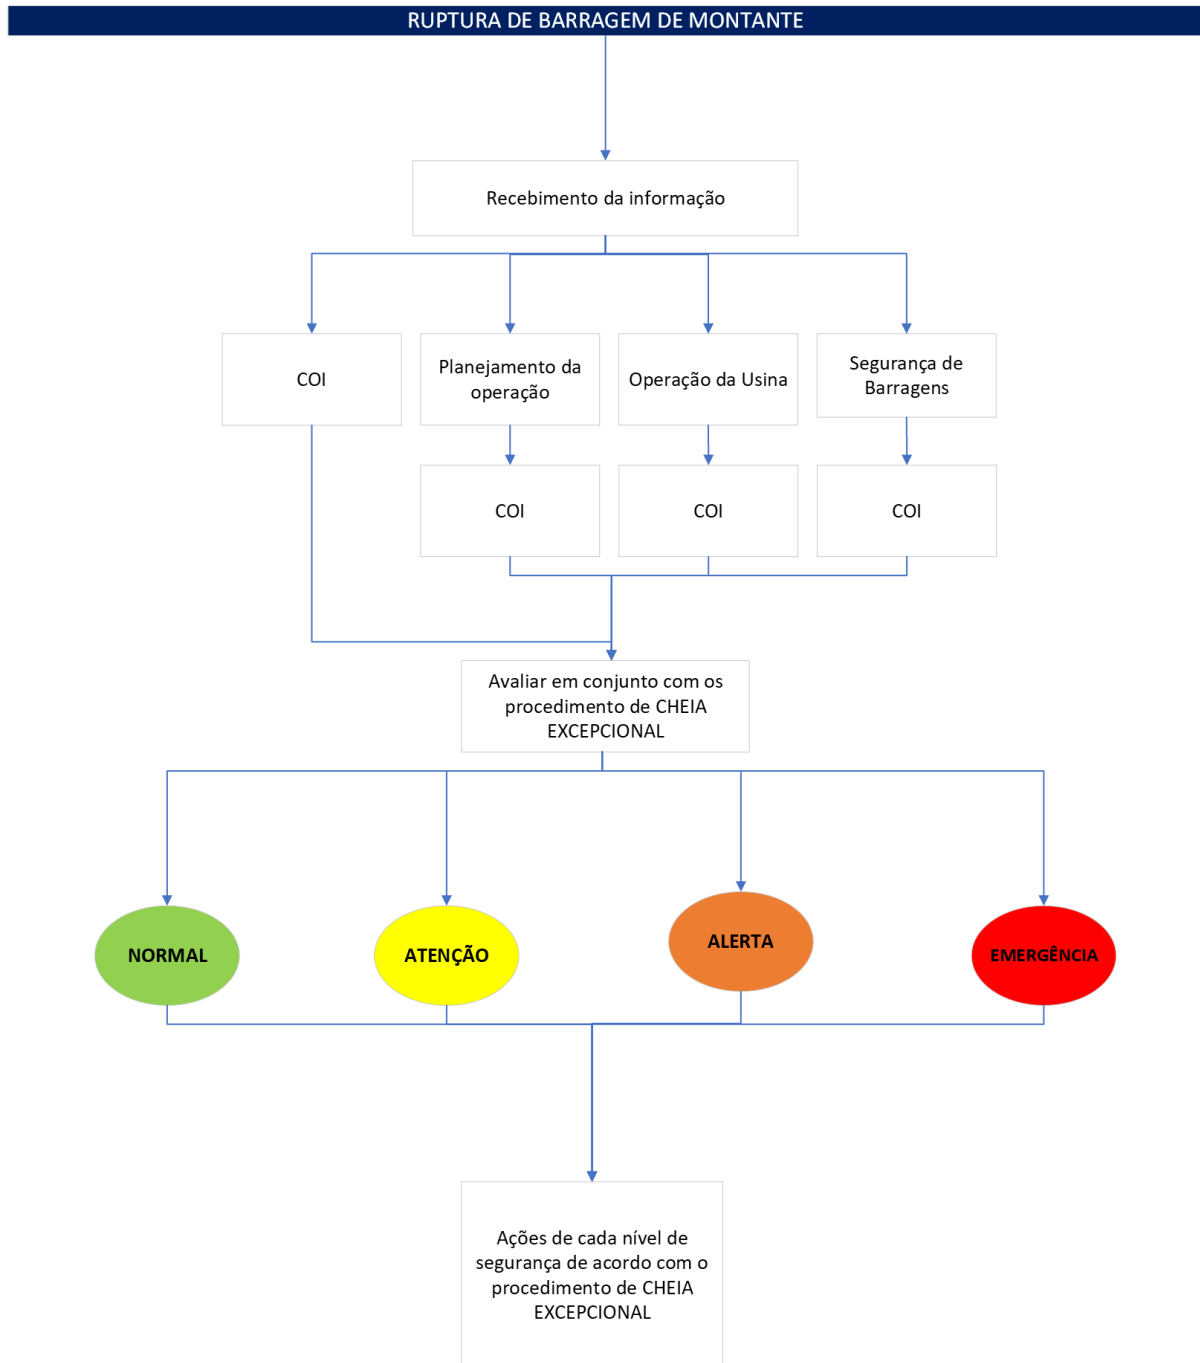 RUPTURA DE BARRAGEM DE MONTANTE
Recebimento da informação
COI
Planejamento da
operação
Operação da Usina
Segurança de
Barragens
COI
COI
COI
Avaliar em conjunto com os
procedimento de CHEIA
EXCEPCIONAL
NORMAL
ATENÇÃO
ALERTA
EMERGÊNCIA
Ações de cada nível de
segurança de acordo com o
procedimento de CHEIA
EXCEPCIONAL